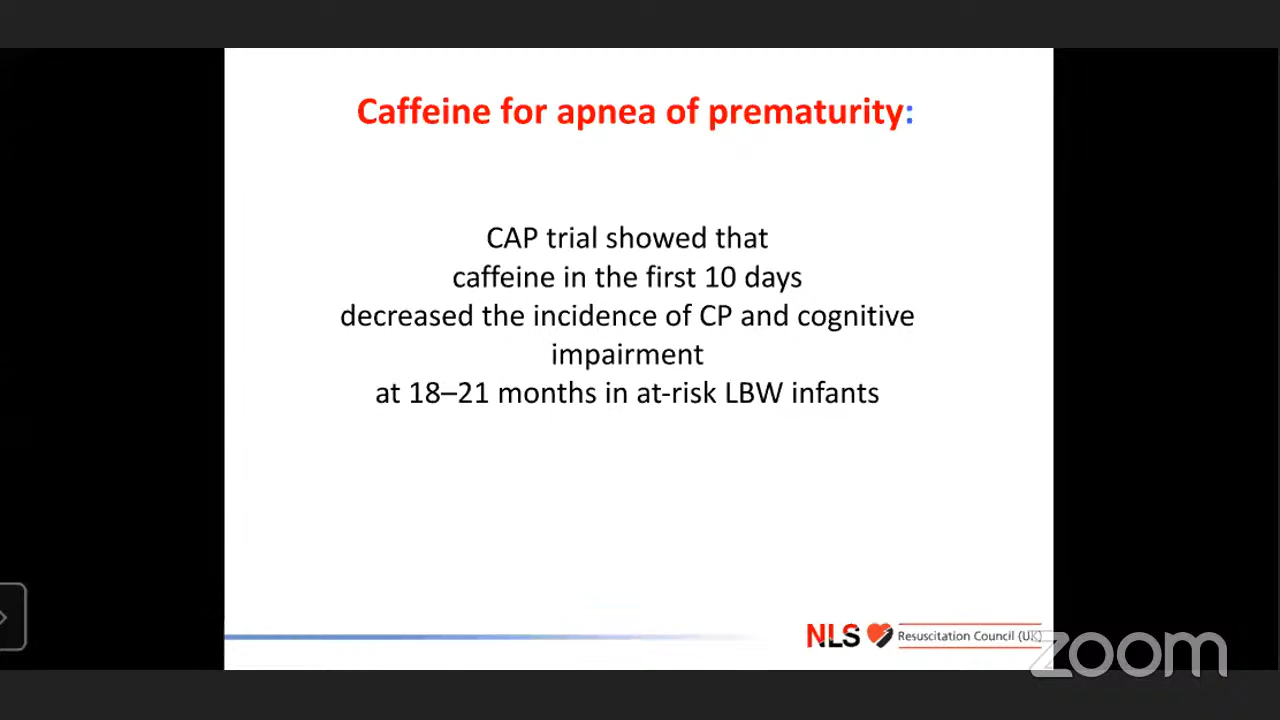 Caffeine for apnea of prematurity:
CAP trial showed that
caffeine in the first 10 days
decreased the incidence of CP and cognitive
impairment
at 18–21 months in at-risk LBW infants
NLS Resuscitation Council (UK)
zoom